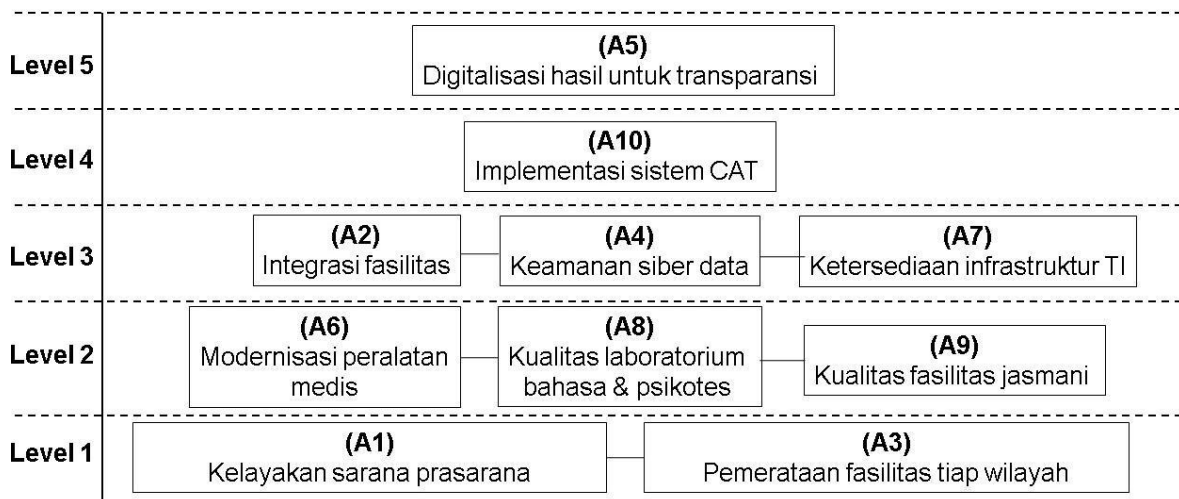 Level 5
(A5)
Digitalisasi hasil untuk transparansi
Level 4
(A10)
Implementasi sistem CAT
Level 3
(A2)
Integrasi fasilitas
(A4)
Keamanan siber data
(A7)
Ketersediaan infrastruktur TI
Level 2
(A6)
Modernisasi peralatan
medis
(A8)
Kualitas laboratorium
bahasa & psikotes
(A9)
Kualitas fasilitas jasmani
Level 1
(A1)
Kelayakan sarana prasarana
(A3)
Pemerataan fasilitas tiap wilayah